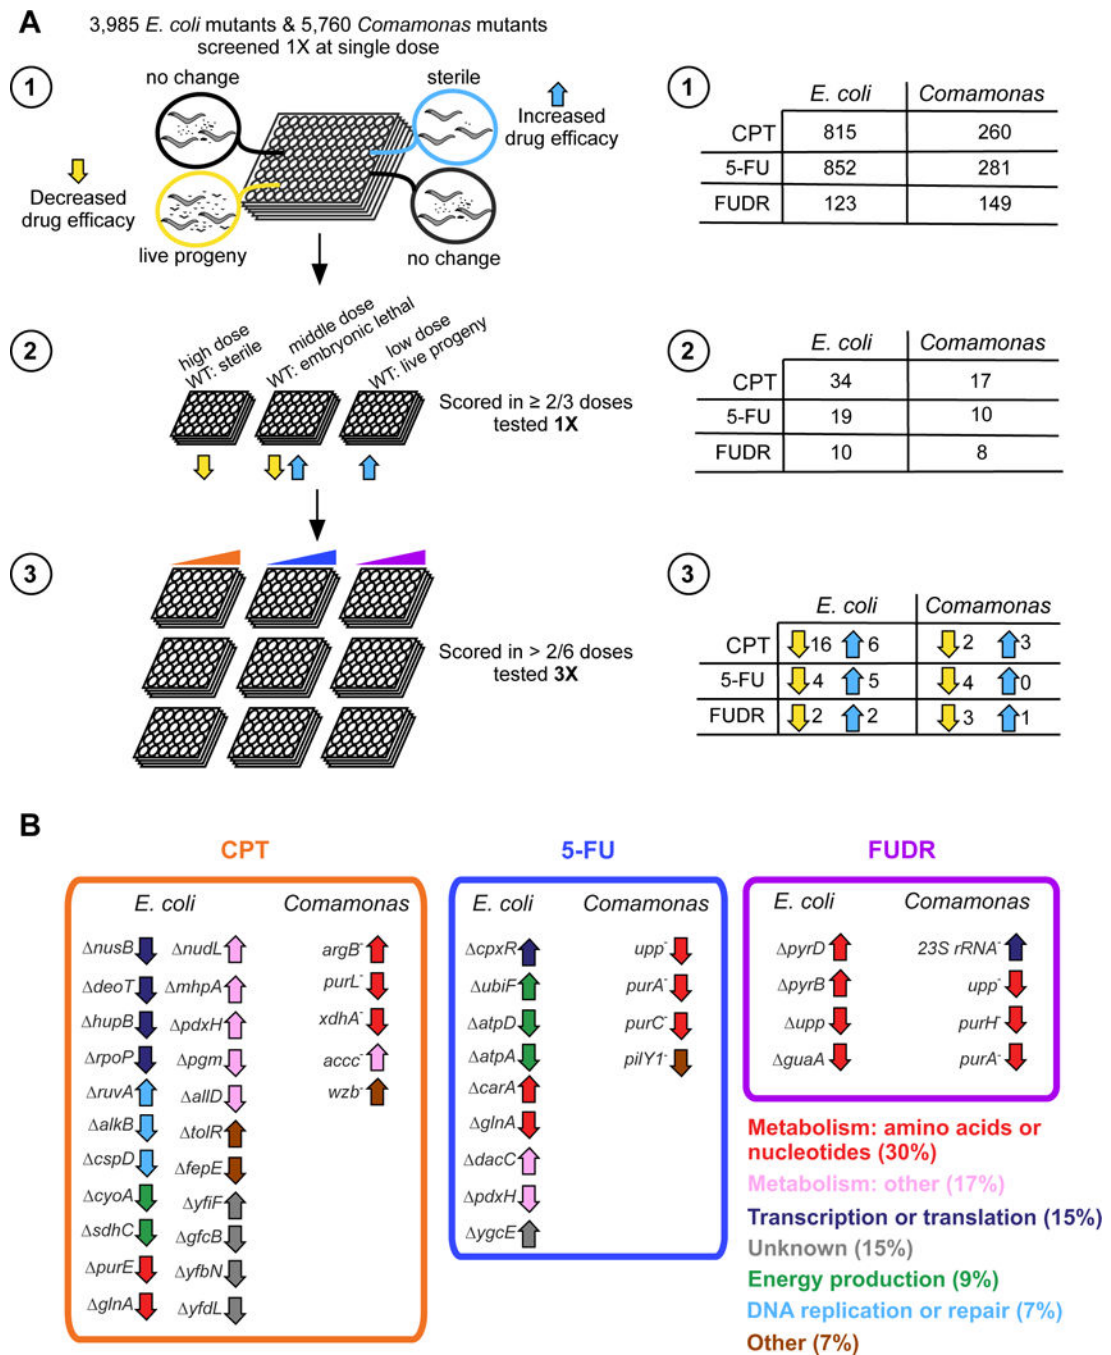 A
3,985 E. coli mutants & 5,760 Comamonas mutants
screened 1X at single dose
1
no change
sterile
Increased
drug efficacy
Decreased
drug efficacy
live progeny
no change
1
E. coli Comamonas
CPT 815 260
5-FU 852 281
FUDR 123 149
2
high dose
WT: sterile
middle dose
WT: embryonic lethal
low dose
WT: live progeny
Scored in ≥ 2/3 doses
tested 1X
2
E. coli Comamonas
CPT 34 17
5-FU 19 10
FUDR 10 8
3
Scored in > 2/6 doses
tested 3X
3
E. coli Comamonas
CPT 16 6 2 3
5-FU 4 5 4 0
FUDR 2 2 3 1
B
CPT
E. coli Comamonas
ΔnusB ΔnudL argB-
ΔdeoT ΔmhpA purL-
ΔhupB ΔpdxH xdhA-
ΔrpoP Δpgm accc-
ΔruvA ΔallD wzb-
ΔalkB ΔtolR
ΔcspD ΔfepE
ΔcyoA ΔyfiF
ΔsdhC ΔgfcB
ΔpurE ΔyfbN
ΔglnA ΔyfdL
5-FU
E. coli Comamonas
ΔcpxR upp-
ΔubiF purA-
ΔatpD purC-
ΔatpA pilY1-
ΔcarA
ΔglnA
ΔdacC
ΔpdxH
ΔygcE
FUDR
E. coli Comamonas
ΔpyrD 23S rRNA-
ΔpyrB upp-
Δupp purH-
ΔguaA purA-
Metabolism: amino acids or
nucleotides (30%)
Metabolism: other (17%)
Transcription or translation (15%)
Unknown (15%)
Energy production (9%)
DNA replication or repair (7%)
Other (7%)